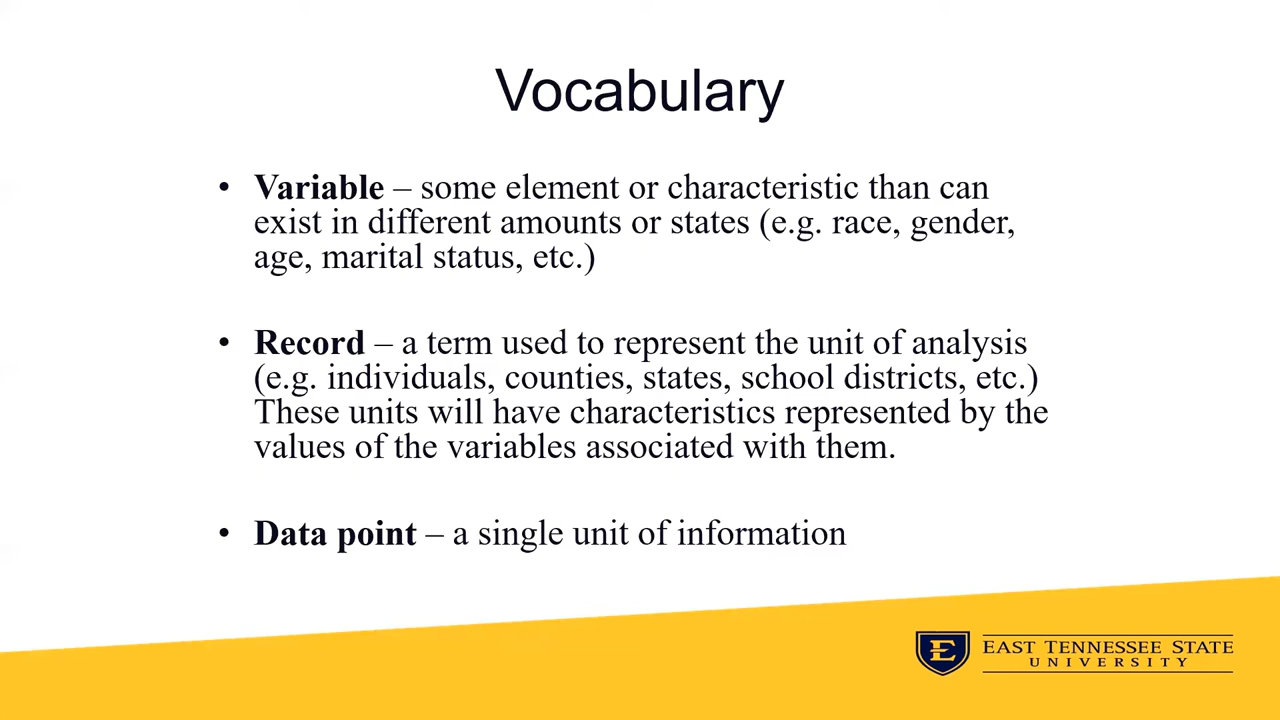 Vocabulary
• Variable – some element or characteristic than can
exist in different amounts or states (e.g. race, gender,
age, marital status, etc.)
• Record – a term used to represent the unit of analysis
(e.g. individuals, counties, states, school districts, etc.)
These units will have characteristics represented by the
values of the variables associated with them.
• Data point – a single unit of information
E
EAST TENNESSEE STATE
UNIVERSITY